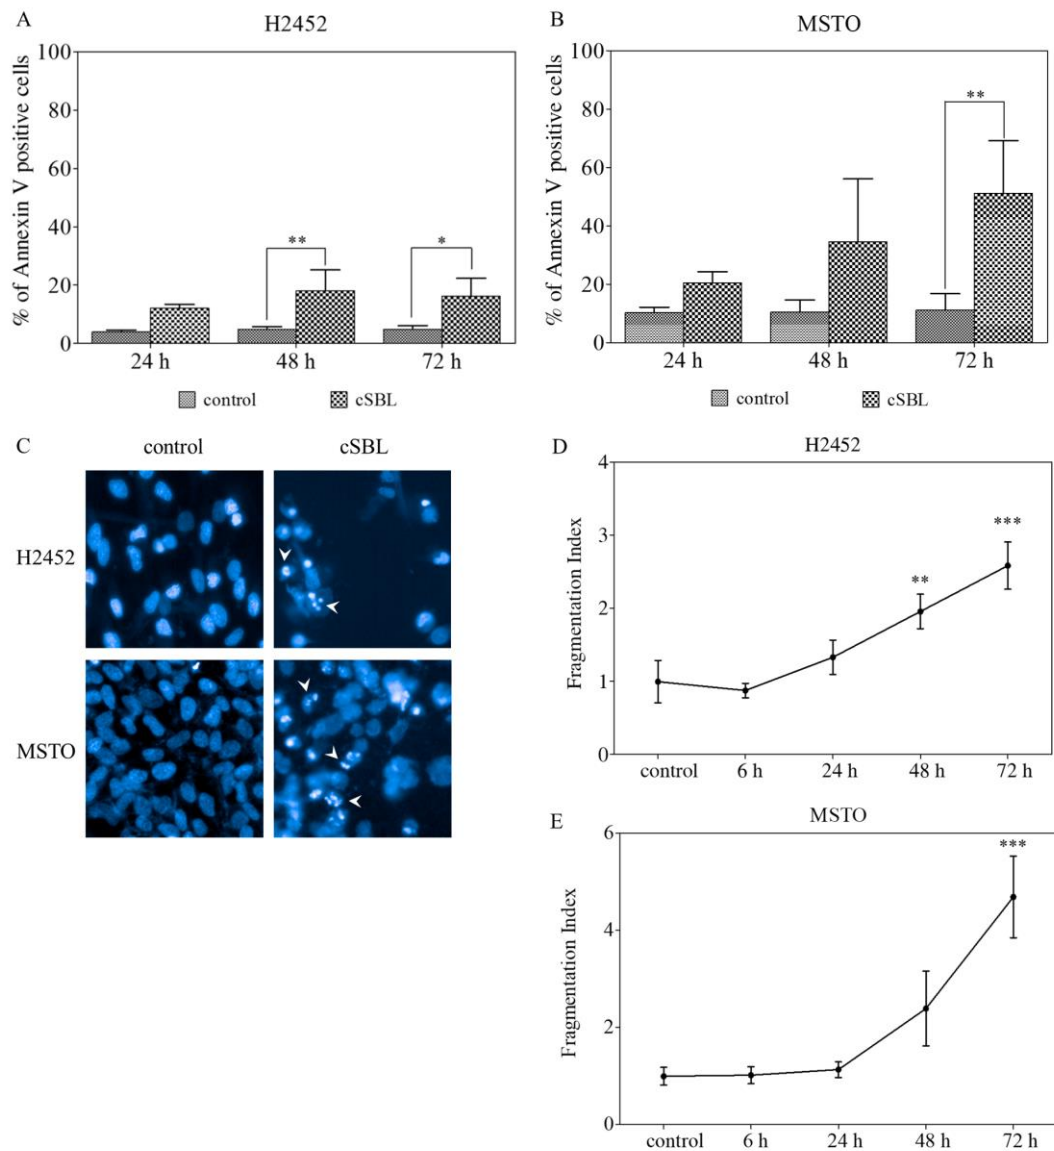 A
H2452
% of Annexin V positive cells
100
80
60
40
20
0
**
*
24 h 48 h 72 h
control cSBL
B
MSTO
% of Annexin V positive cells
100
80
60
40
20
0
**
24 h 48 h 72 h
control cSBL
C
control cSBL
H2452
MSTO
D
H2452
Fragmentation Index
4
3
2
1
0
**
***
control 6 h 24 h 48 h 72 h
E
MSTO
Fragmentation Index
6
4
2
0
***
control 6 h 24 h 48 h 72 h